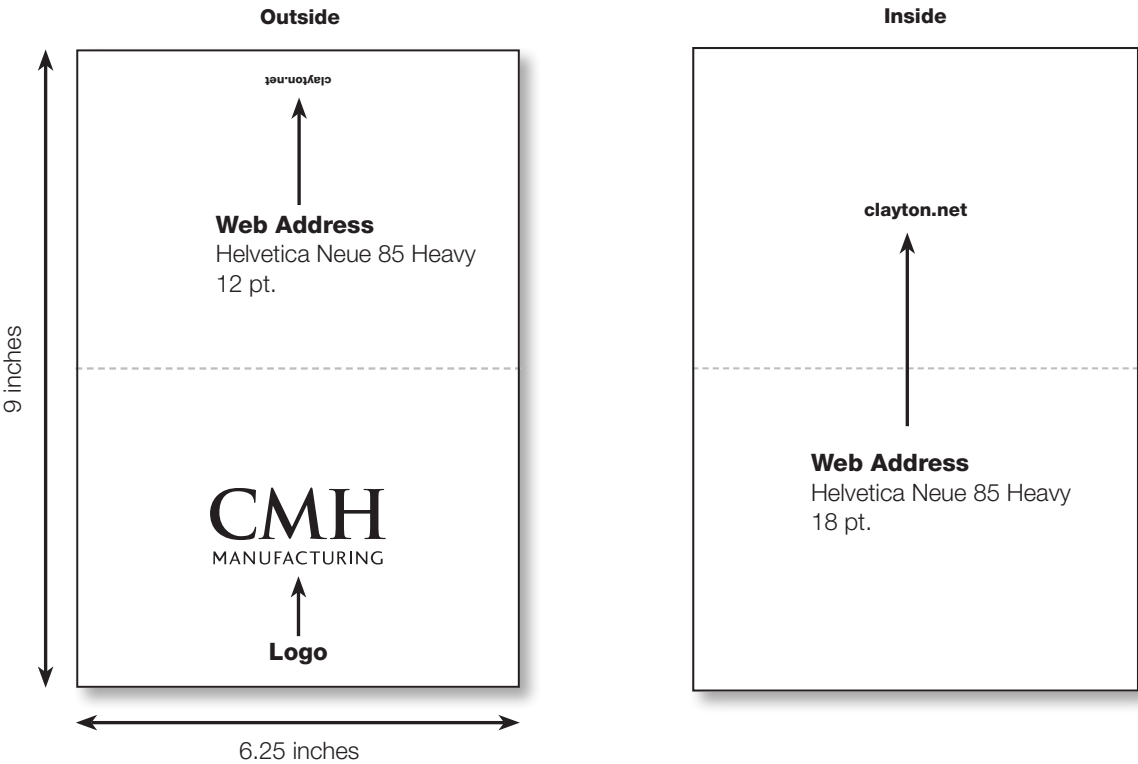 Outside
clayton.net
Web Address
Helvetica Neue 85 Heavy
12 pt.
9 inches
CMH
MANUFACTURING
Logo
6.25 inches
Inside
clayton.net
Web Address
Helvetica Neue 85 Heavy
18 pt.